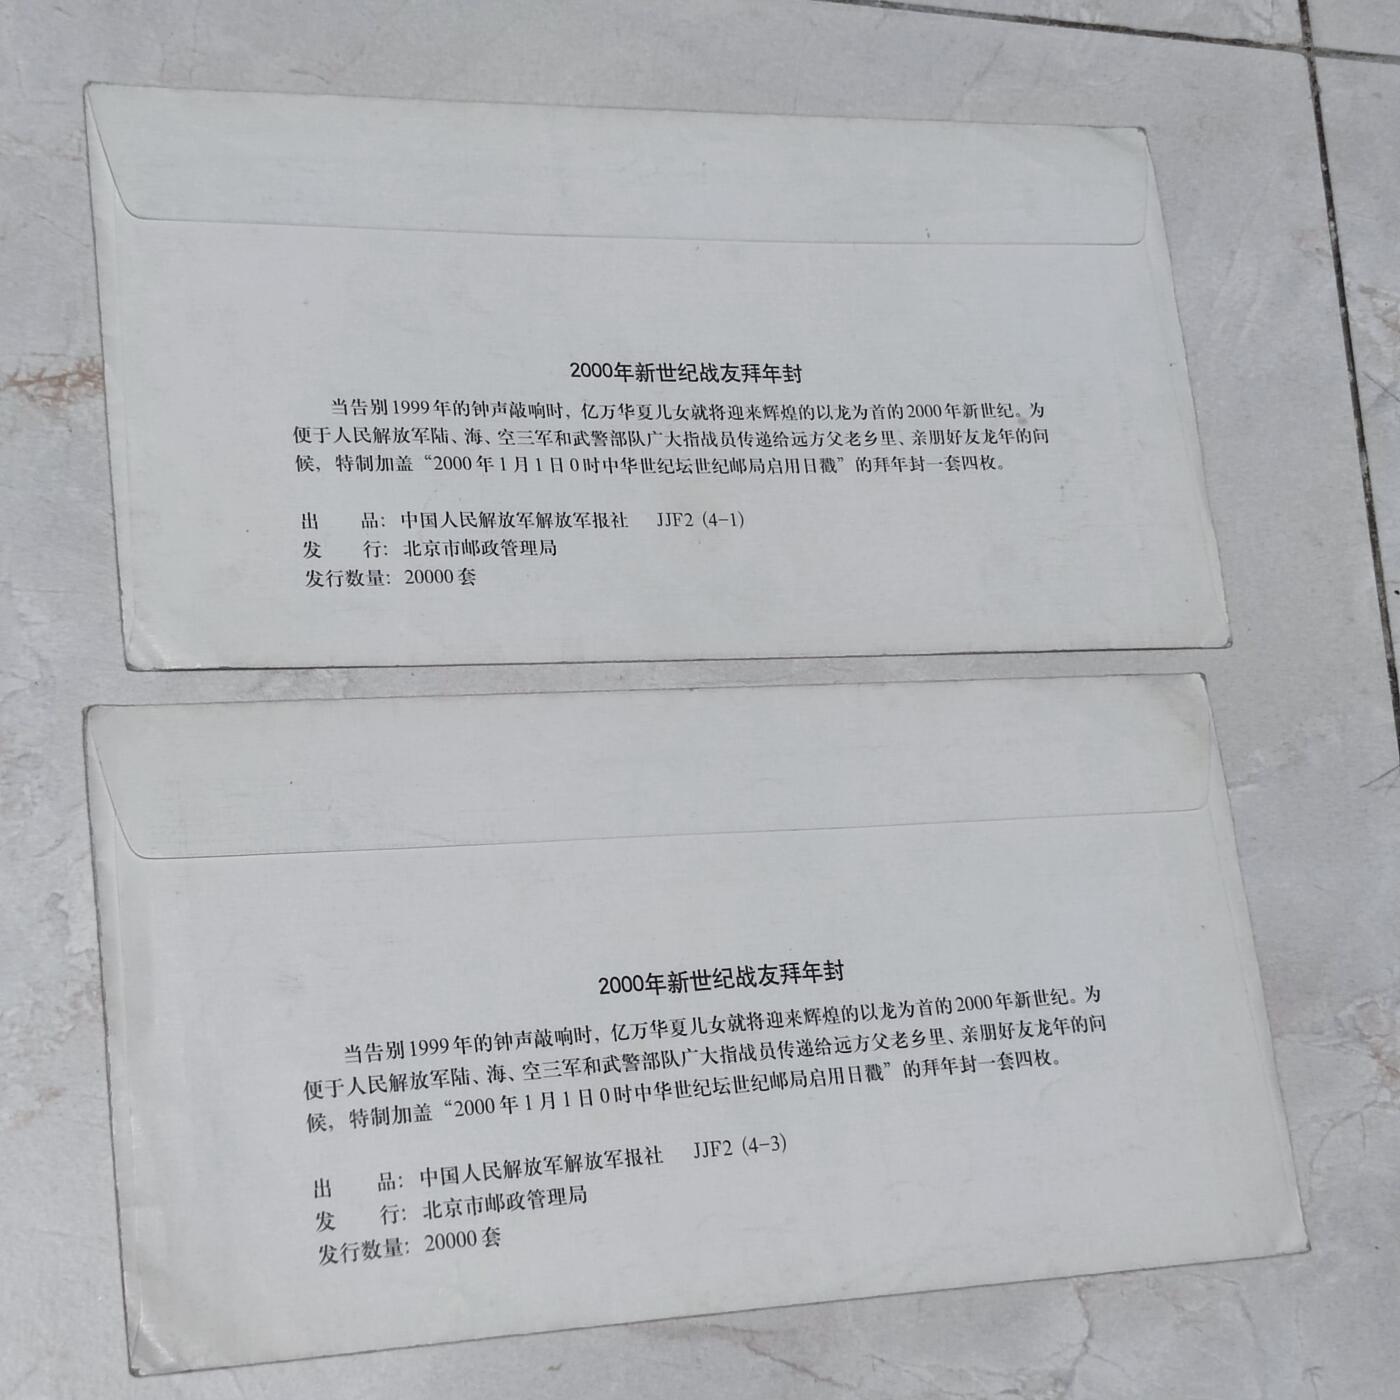 2000年新世纪战友拜年封
当告别1999年的钟声敲响时，亿万华夏儿女就将迎来辉煌的以龙为首的2000年新世纪。为
便于人民解放军陆、海、空三军和武警部队广大指战员传递给远方父老乡里、亲朋好友龙年的问
候，特制加盖“2000年1月1日0时中华世纪坛世纪邮局启用日戳”的拜年封一套四枚。
出　　品：中国人民解放军解放军报社　JJF2 (4-1)
发　　行：北京市邮政管理局
发行数量：20000套
2000年新世纪战友拜年封
当告别1999年的钟声敲响时，亿万华夏儿女就将迎来辉煌的以龙为首的2000年新世纪。为
便于人民解放军陆、海、空三军和武警部队广大指战员传递给远方父老乡里、亲朋好友龙年的问
候，特制加盖“2000年1月1日0时中华世纪坛世纪邮局启用日戳”的拜年封一套四枚。
出　　品：中国人民解放军解放军报社　JJF2 (4-3)
发　　行：北京市邮政管理局
发行数量：20000套